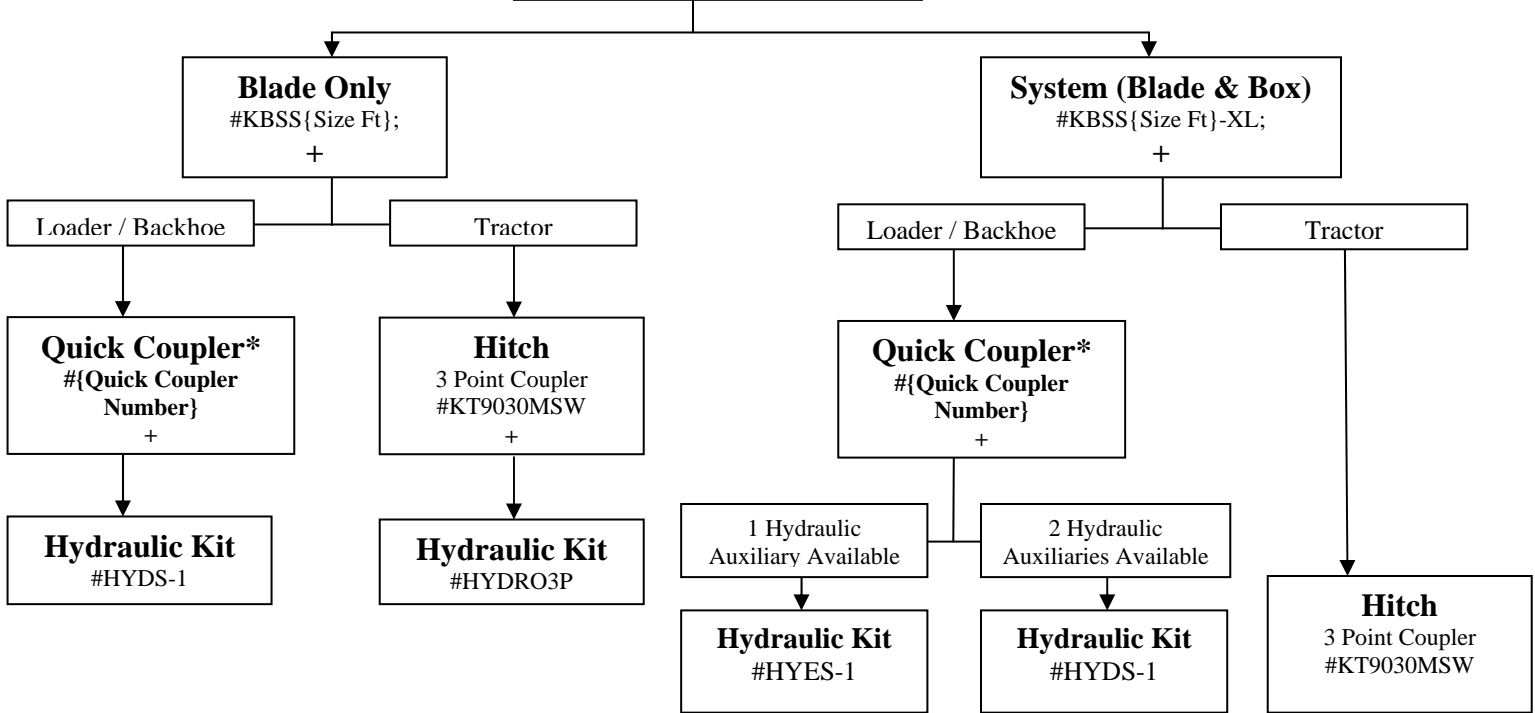 Blade Only
#KBSS{Size Ft};
+
System (Blade & Box)
#KBSS{Size Ft}-XL;
+
Loader / Backhoe
Tractor
Loader / Backhoe
Tractor
Quick Coupler*
#{Quick Coupler
Number}
+
Hitch
3 Point Coupler
#KT9030MSW
+
Quick Coupler*
#{Quick Coupler
Number}
+
Hydraulic Kit
#HYDS-1
Hydraulic Kit
#HYDRO3P
1 Hydraulic
Auxiliary Available
2 Hydraulic
Auxiliaries Available
Hydraulic Kit
#HYES-1
Hydraulic Kit
#HYDS-1
Hitch
3 Point Coupler
#KT9030MSW